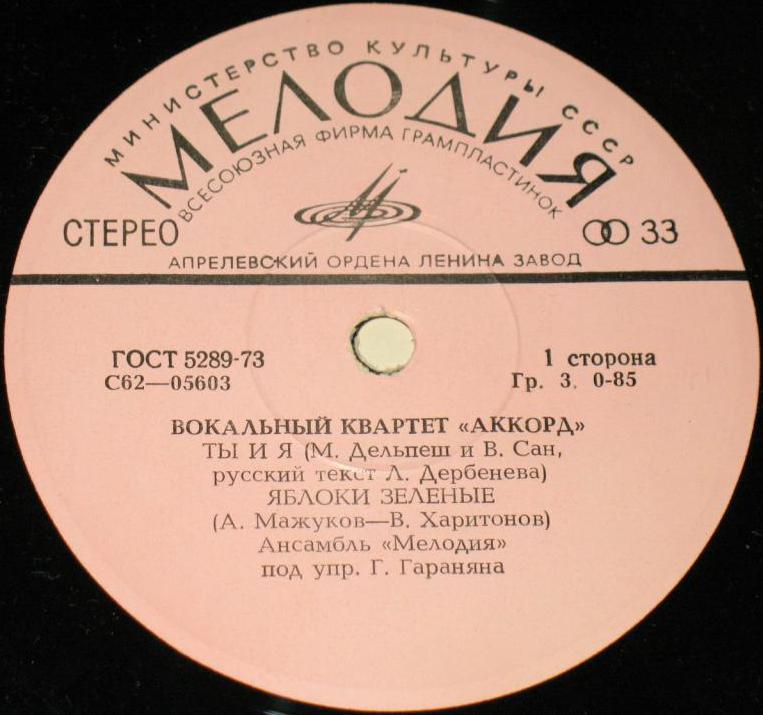 МИНИСТЕРСТВО КУЛЬТУРЫ СССР
МЕЛОДИЯ
ВСЕСОЮЗНАЯ ФИРМА ГРАМПЛАСТИНОК
СТЕРЕО
33
АПРЕЛЕВСКИЙ ОРДЕНА ЛЕНИНА ЗАВОД
ГОСТ 5289-73
1 сторона
С62—05603
Гр. 3. 0-85
ВОКАЛЬНЫЙ КВАРТЕТ «АККОРД»
ТЫ И Я (М. Дельпеш и В. Сан,
русский текст Л. Дербенева)
ЯБЛОКИ ЗЕЛЕНЫЕ
(А. Мажуков—В. Харитонов)
Ансамбль «Мелодия»
под упр. Г. Гараняна